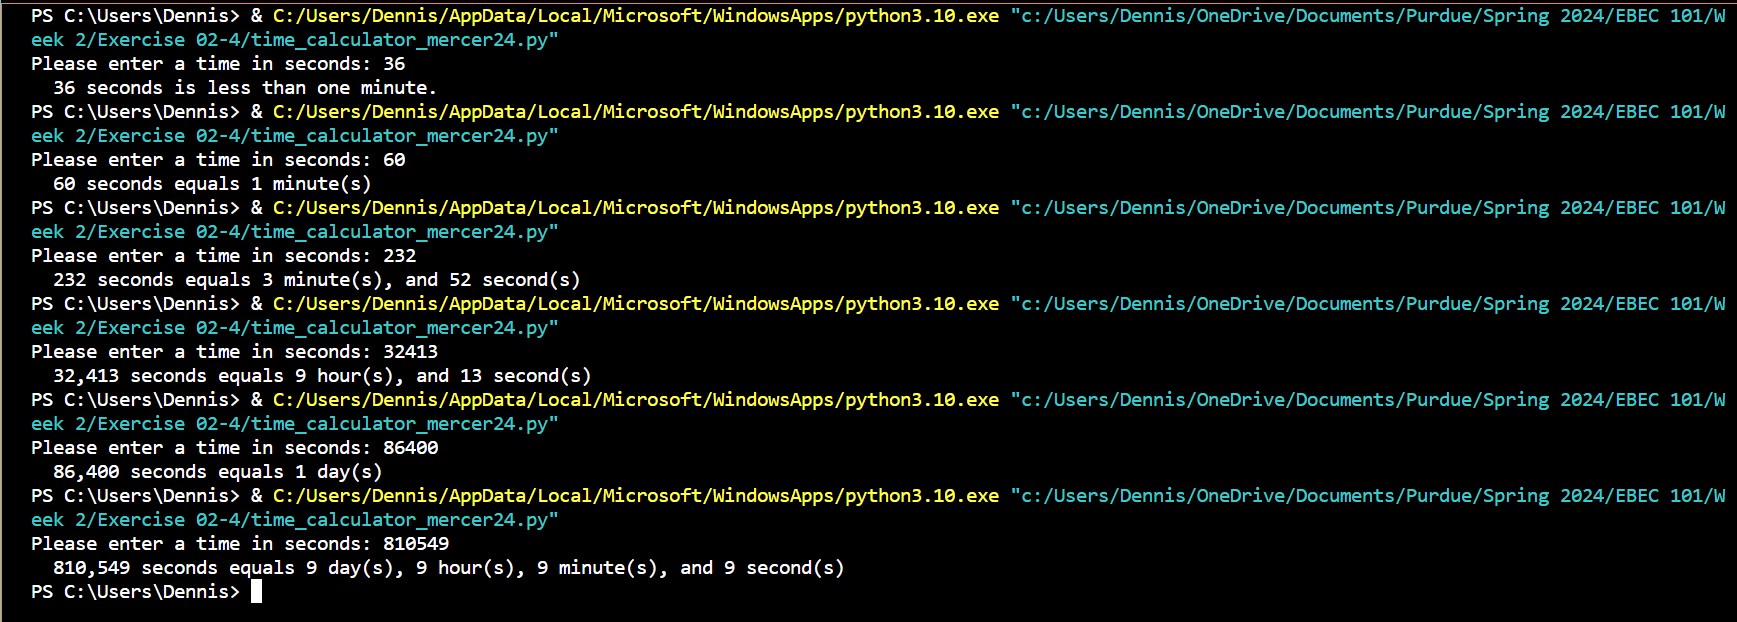 PS C:\Users\Dennis> & C:/Users/Dennis/AppData/Local/Microsoft/WindowsApps/python3.10.exe "c:/Users/Dennis/OneDrive/Documents/Purdue/Spring 2024/EBEC 101/W
eek 2/Exercise 02-4/time_calculator_mercer24.py"
Please enter a time in seconds: 36
  36 seconds is less than one minute.
PS C:\Users\Dennis> & C:/Users/Dennis/AppData/Local/Microsoft/WindowsApps/python3.10.exe "c:/Users/Dennis/OneDrive/Documents/Purdue/Spring 2024/EBEC 101/W
eek 2/Exercise 02-4/time_calculator_mercer24.py"
Please enter a time in seconds: 60
  60 seconds equals 1 minute(s)
PS C:\Users\Dennis> & C:/Users/Dennis/AppData/Local/Microsoft/WindowsApps/python3.10.exe "c:/Users/Dennis/OneDrive/Documents/Purdue/Spring 2024/EBEC 101/W
eek 2/Exercise 02-4/time_calculator_mercer24.py"
Please enter a time in seconds: 232
  232 seconds equals 3 minute(s), and 52 second(s)
PS C:\Users\Dennis> & C:/Users/Dennis/AppData/Local/Microsoft/WindowsApps/python3.10.exe "c:/Users/Dennis/OneDrive/Documents/Purdue/Spring 2024/EBEC 101/W
eek 2/Exercise 02-4/time_calculator_mercer24.py"
Please enter a time in seconds: 32413
  32,413 seconds equals 9 hour(s), and 13 second(s)
PS C:\Users\Dennis> & C:/Users/Dennis/AppData/Local/Microsoft/WindowsApps/python3.10.exe "c:/Users/Dennis/OneDrive/Documents/Purdue/Spring 2024/EBEC 101/W
eek 2/Exercise 02-4/time_calculator_mercer24.py"
Please enter a time in seconds: 86400
  86,400 seconds equals 1 day(s)
PS C:\Users\Dennis> & C:/Users/Dennis/AppData/Local/Microsoft/WindowsApps/python3.10.exe "c:/Users/Dennis/OneDrive/Documents/Purdue/Spring 2024/EBEC 101/W
eek 2/Exercise 02-4/time_calculator_mercer24.py"
Please enter a time in seconds: 810549
  810,549 seconds equals 9 day(s), 9 hour(s), 9 minute(s), and 9 second(s)
PS C:\Users\Dennis>